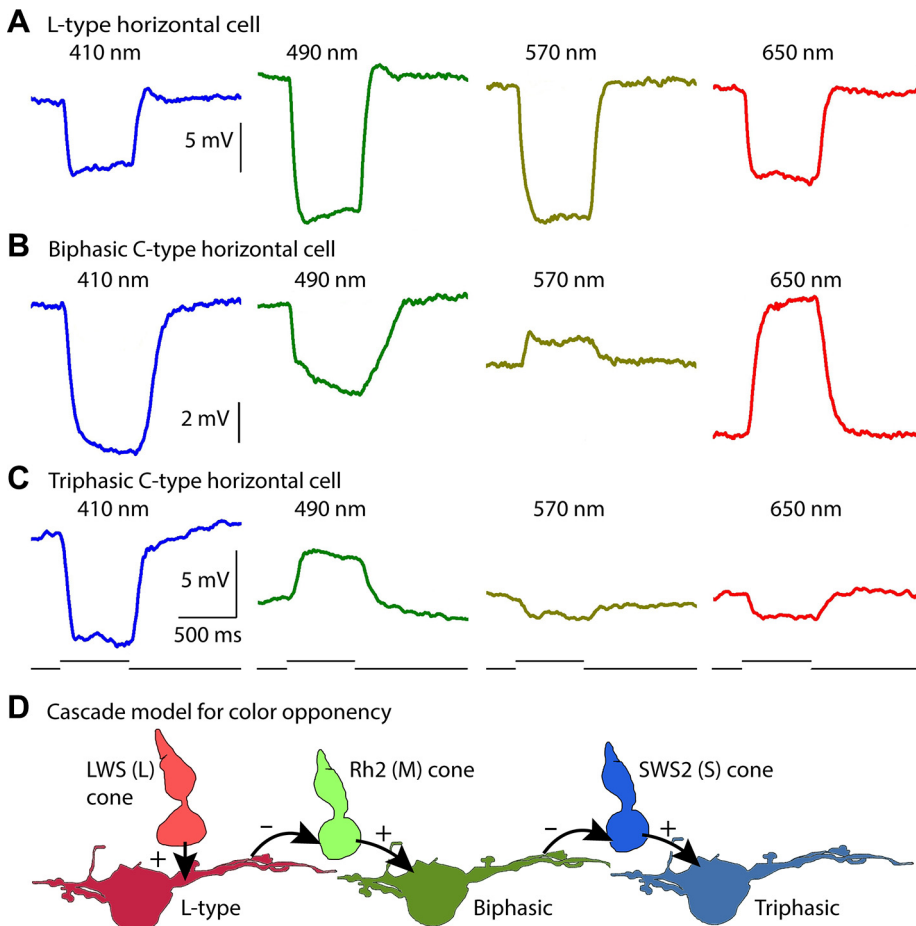 A L-type horizontal cell
410 nm 490 nm 570 nm 650 nm
5 mV
B Biphasic C-type horizontal cell
410 nm 490 nm 570 nm 650 nm
2 mV
C Triphasic C-type horizontal cell
410 nm 490 nm 570 nm 650 nm
5 mV
500 ms
D Cascade model for color opponency
LWS (L) cone
Rh2 (M) cone
SWS2 (S) cone
+ − + − +
L-type Biphasic Triphasic